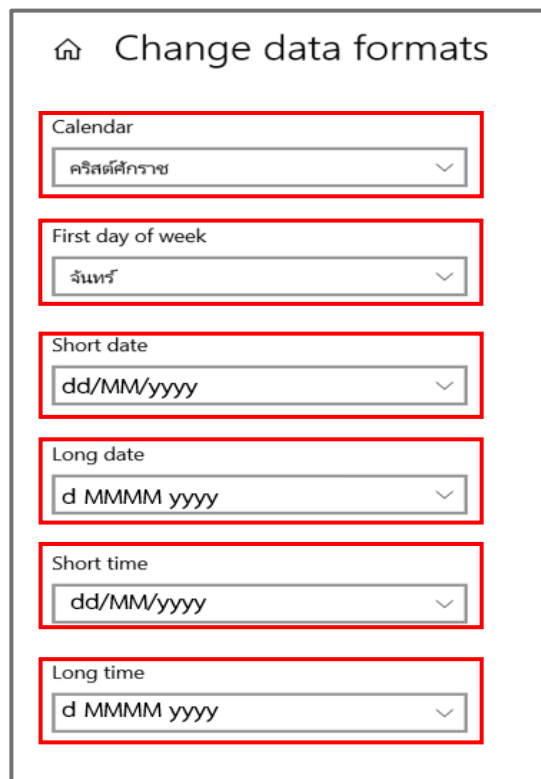 Change data formats
Calendar
คริสต์ศักราช
First day of week
จันทร์
Short date
dd/MM/yyyy
Long date
d MMMM yyyy
Short time
dd/MM/yyyy
Long time
d MMMM yyyy